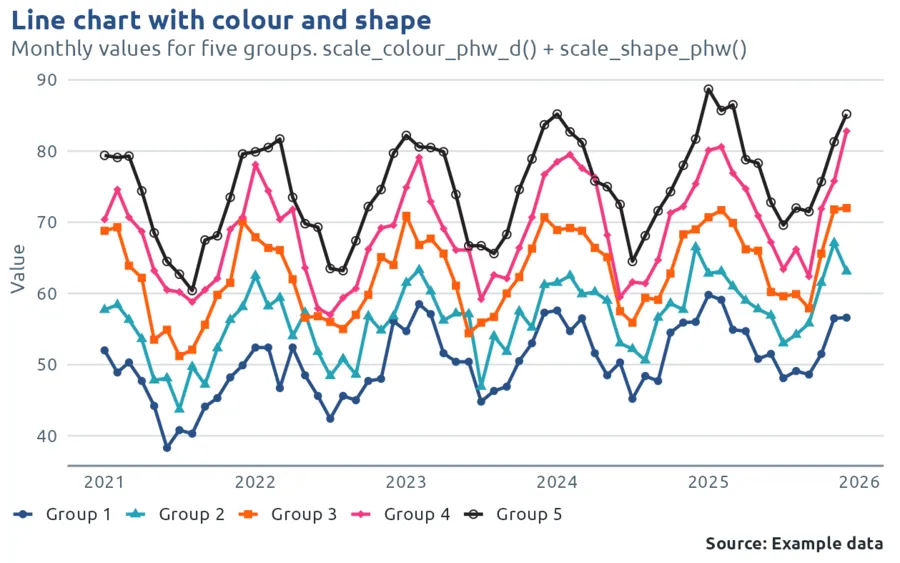 Line chart with colour and shape
Monthly values for five groups. scale_colour_phw_d() + scale_shape_phw()
90
80
70
60
50
40
Value
2021 2022 2023 2024 2025 2026
Group 1 Group 2 Group 3 Group 4 Group 5
Source: Example data